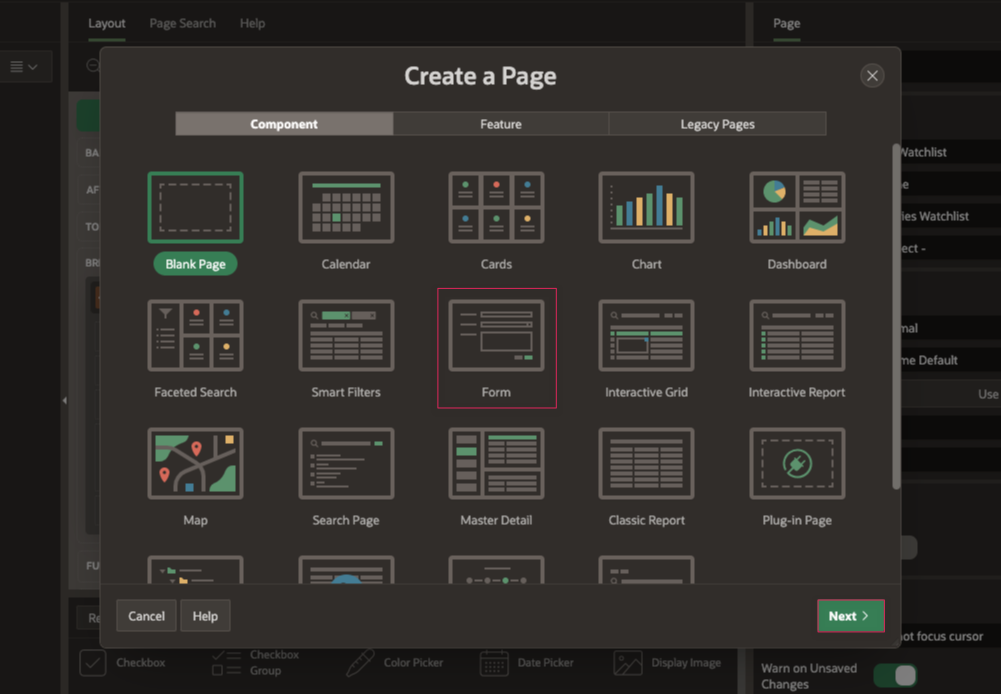 Layout
Page Search
Help
Page
Create a Page
Component
Feature
Legacy Pages
BA
Watchlist
AF
TO
ies Watchlist
BR
ect -
Blank Page
Calendar
Cards
Chart
Dashboard
me Default
Faceted Search
Smart Filters
Form
Interactive Grid
Interactive Report
Use
Map
Search Page
Master Detail
Classic Report
Plug-in Page
FU
Cancel
Help
Next
Re
not focus cursor
Checkbox
Checkbox
Group
Color Picker
Date Picker
Display Image
Warn on Unsaved
Changes